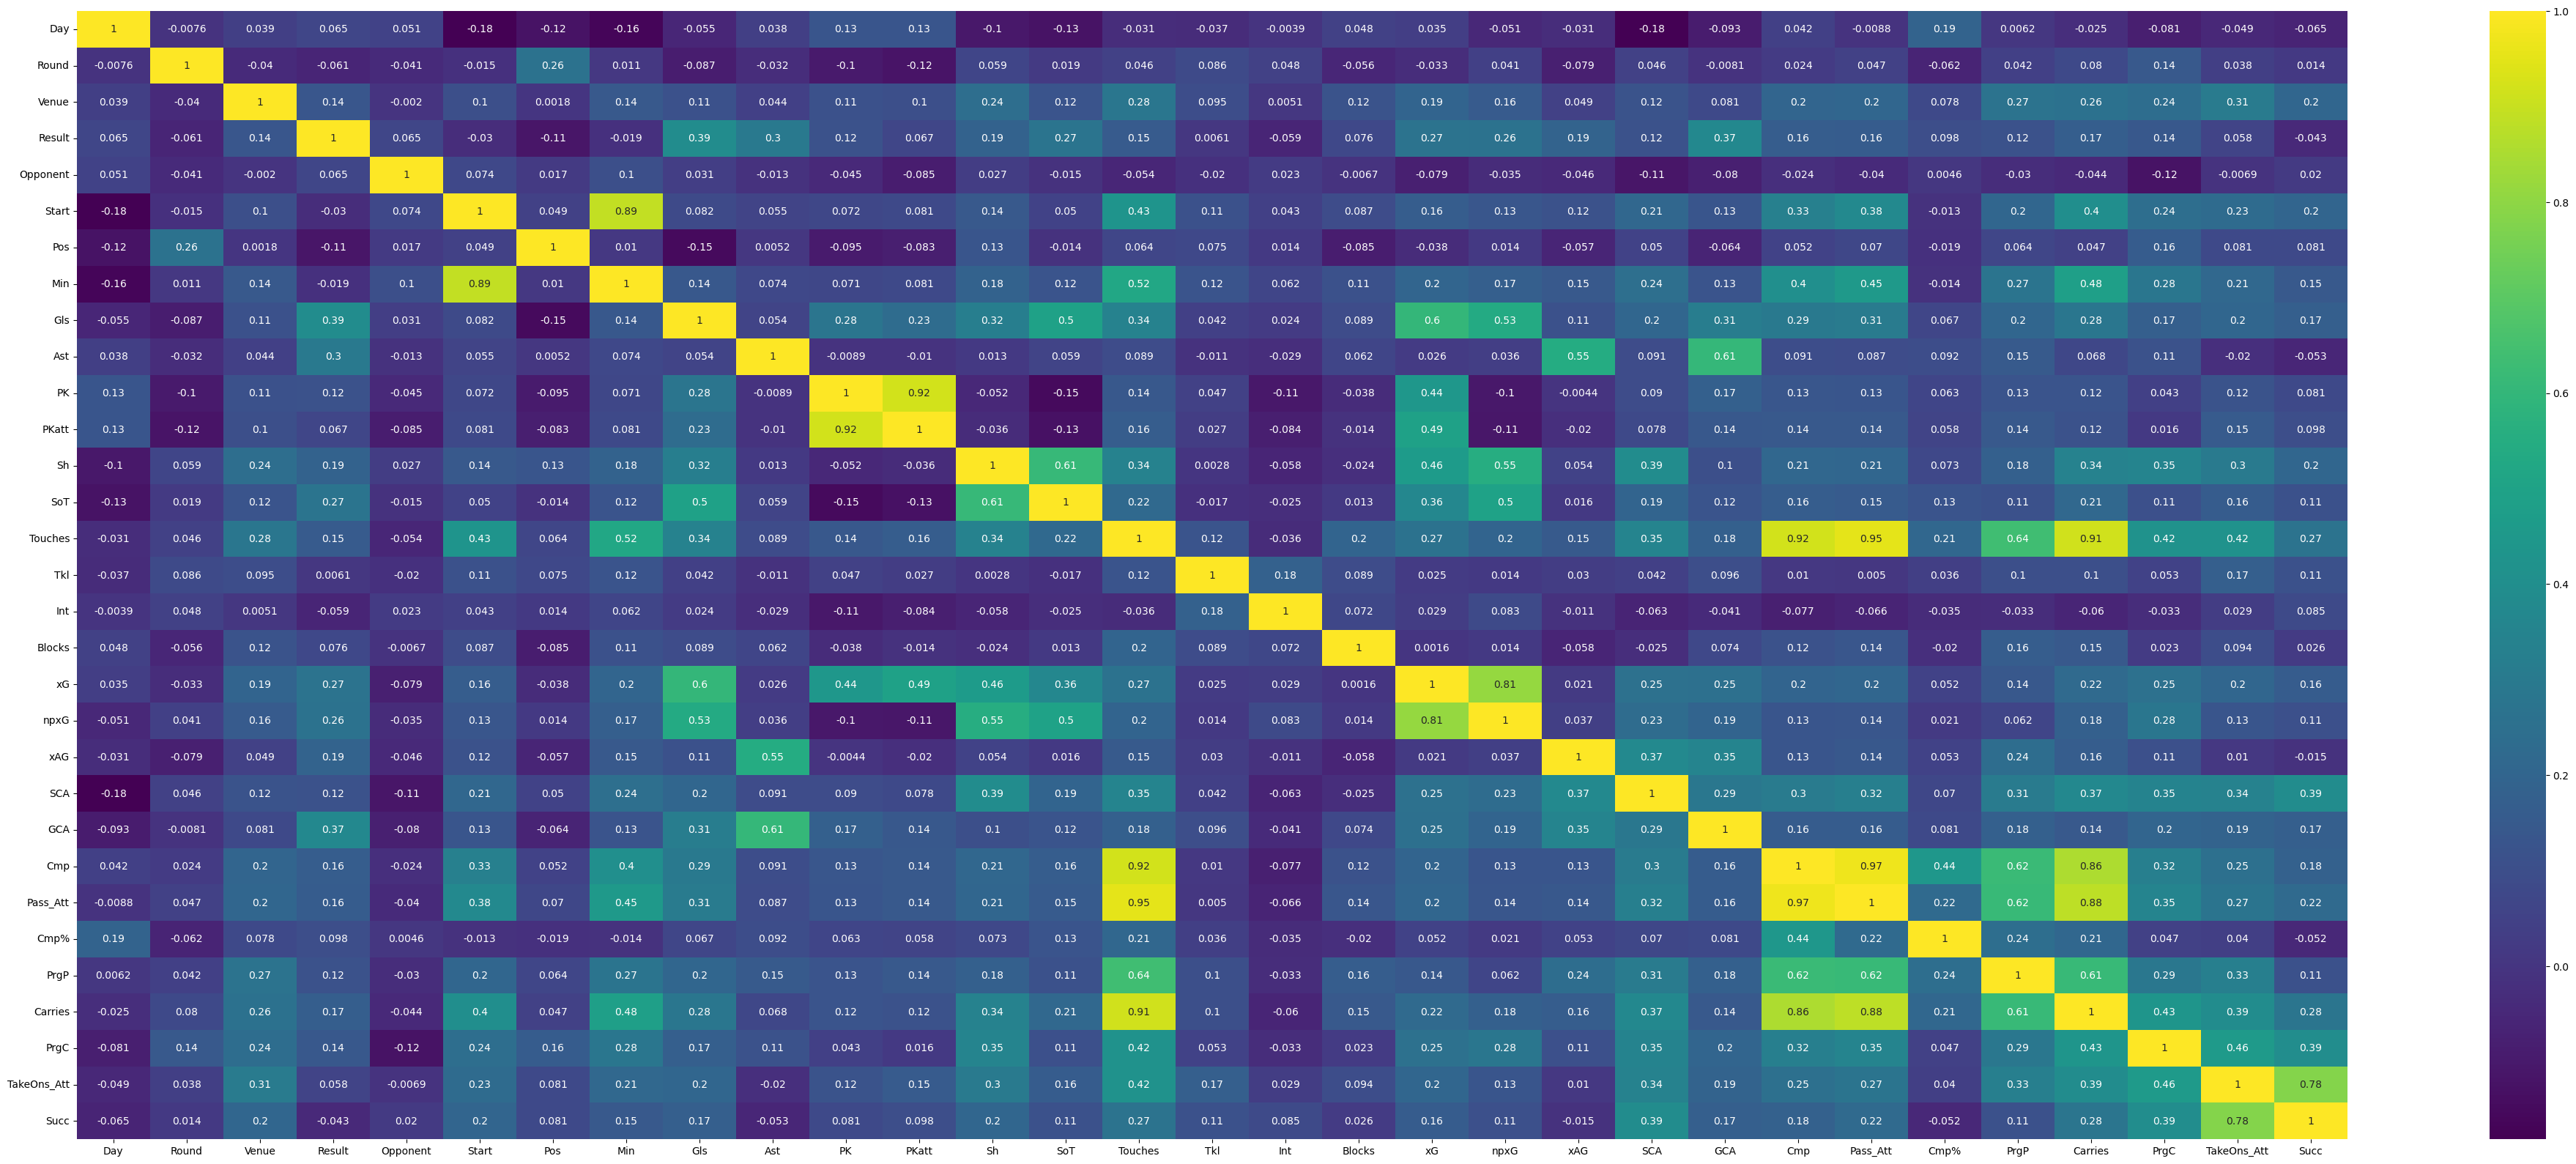 Day 1 -0.0076 0.039 0.065 0.051 -0.18 -0.12 -0.16 -0.055 0.038 0.13 0.13 -0.1 -0.13 -0.031 -0.037 -0.0039 0.048 0.035 -0.051 -0.031 -0.18 -0.093 0.042 -0.0088 0.19 0.0062 -0.025 -0.081 -0.049 -0.065 1.0
Round -0.0076 1 -0.04 -0.061 -0.041 -0.015 0.26 0.011 -0.087 -0.032 -0.1 -0.12 0.059 0.019 0.046 0.086 0.048 -0.056 -0.033 0.041 -0.079 0.046 -0.0081 0.024 0.047 -0.062 0.042 0.08 0.14 0.038 0.014
Venue 0.039 -0.04 1 0.14 -0.002 0.1 0.0018 0.14 0.11 0.044 0.11 0.1 0.24 0.12 0.28 0.095 0.0051 0.12 0.19 0.16 0.049 0.12 0.081 0.2 0.2 0.078 0.27 0.26 0.24 0.31 0.2
Result 0.065 -0.061 0.14 1 0.065 -0.03 -0.11 -0.019 0.39 0.3 0.12 0.067 0.19 0.27 0.15 0.0061 -0.059 0.076 0.27 0.26 0.19 0.12 0.37 0.16 0.16 0.098 0.12 0.17 0.14 0.058 -0.043
Opponent 0.051 -0.041 -0.002 0.065 1 0.074 0.017 0.1 0.031 -0.013 -0.045 -0.085 0.027 -0.015 -0.054 -0.02 0.023 -0.0067 -0.079 -0.035 -0.046 -0.11 -0.08 -0.024 -0.04 0.0046 -0.03 -0.044 -0.12 -0.0069 0.02
Start -0.18 -0.015 0.1 -0.03 0.074 1 0.049 0.89 0.082 0.055 0.072 0.081 0.14 0.05 0.43 0.11 0.043 0.087 0.16 0.13 0.12 0.21 0.13 0.33 0.38 -0.013 0.2 0.4 0.24 0.23 0.2 0.8
Pos -0.12 0.26 0.0018 -0.11 0.017 0.049 1 0.01 -0.15 0.0052 -0.095 -0.083 0.13 -0.014 0.064 0.075 0.014 -0.085 -0.038 0.014 -0.057 0.05 -0.064 0.052 0.07 -0.019 0.064 0.047 0.16 0.081 0.081
Min -0.16 0.011 0.14 -0.019 0.1 0.89 0.01 1 0.14 0.074 0.071 0.081 0.18 0.12 0.52 0.12 0.062 0.11 0.2 0.17 0.15 0.24 0.13 0.4 0.45 -0.014 0.27 0.48 0.28 0.21 0.15
Gls -0.055 -0.087 0.11 0.39 0.031 0.082 -0.15 0.14 1 0.054 0.28 0.23 0.32 0.5 0.34 0.042 0.024 0.089 0.6 0.53 0.11 0.2 0.31 0.29 0.31 0.067 0.2 0.28 0.17 0.2 0.17
Ast 0.038 -0.032 0.044 0.3 -0.013 0.055 0.0052 0.074 0.054 1 -0.0089 -0.01 0.013 0.059 0.089 -0.011 -0.029 0.062 0.026 0.036 0.55 0.091 0.61 0.091 0.087 0.092 0.15 0.068 0.11 -0.02 -0.053
PK 0.13 -0.1 0.11 0.12 -0.045 0.072 -0.095 0.071 0.28 -0.0089 1 0.92 -0.052 -0.15 0.14 0.047 -0.11 -0.038 0.44 -0.1 -0.0044 0.09 0.17 0.13 0.13 0.063 0.13 0.12 0.043 0.12 0.081 0.6
PKatt 0.13 -0.12 0.1 0.067 -0.085 0.081 -0.083 0.081 0.23 -0.01 0.92 1 -0.036 -0.13 0.16 0.027 -0.084 -0.014 0.49 -0.11 -0.02 0.078 0.14 0.14 0.14 0.058 0.14 0.12 0.016 0.15 0.098
Sh -0.1 0.059 0.24 0.19 0.027 0.14 0.13 0.18 0.32 0.013 -0.052 -0.036 1 0.61 0.34 0.0028 -0.058 -0.024 0.46 0.55 0.054 0.39 0.1 0.21 0.21 0.073 0.18 0.34 0.35 0.3 0.2
SoT -0.13 0.019 0.12 0.27 -0.015 0.05 -0.014 0.12 0.5 0.059 -0.15 -0.13 0.61 1 0.22 -0.017 -0.025 0.013 0.36 0.5 0.016 0.19 0.12 0.16 0.15 0.13 0.11 0.21 0.11 0.16 0.11
Touches -0.031 0.046 0.28 0.15 -0.054 0.43 0.064 0.52 0.34 0.089 0.14 0.16 0.34 0.22 1 0.12 -0.036 0.2 0.27 0.2 0.15 0.35 0.18 0.92 0.95 0.21 0.64 0.91 0.42 0.42 0.27
Tkl -0.037 0.086 0.095 0.0061 -0.02 0.11 0.075 0.12 0.042 -0.011 0.047 0.027 0.0028 -0.017 0.12 1 0.18 0.089 0.025 0.014 0.03 0.042 0.096 0.01 0.005 0.036 0.1 0.1 0.053 0.17 0.11 0.4
Int -0.0039 0.048 0.0051 -0.059 0.023 0.043 0.014 0.062 0.024 -0.029 -0.11 -0.084 -0.058 -0.025 -0.036 0.18 1 0.072 0.029 0.083 -0.011 -0.063 -0.041 -0.077 -0.066 -0.035 -0.033 -0.06 -0.033 0.029 0.085
Blocks 0.048 -0.056 0.12 0.076 -0.0067 0.087 -0.085 0.11 0.089 0.062 -0.038 -0.014 -0.024 0.013 0.2 0.089 0.072 1 0.0016 0.014 -0.058 -0.025 0.074 0.12 0.14 -0.02 0.16 0.15 0.023 0.094 0.026
xG 0.035 -0.033 0.19 0.27 -0.079 0.16 -0.038 0.2 0.6 0.026 0.44 0.49 0.46 0.36 0.27 0.025 0.029 0.0016 1 0.81 0.021 0.25 0.25 0.2 0.2 0.052 0.14 0.22 0.25 0.2 0.16
npxG -0.051 0.041 0.16 0.26 -0.035 0.13 0.014 0.17 0.53 0.036 -0.1 -0.11 0.55 0.5 0.2 0.014 0.083 0.014 0.81 1 0.037 0.23 0.19 0.13 0.14 0.021 0.062 0.18 0.28 0.13 0.11
xAG -0.031 -0.079 0.049 0.19 -0.046 0.12 -0.057 0.15 0.11 0.55 -0.0044 -0.02 0.054 0.016 0.15 0.03 -0.011 -0.058 0.021 0.037 1 0.37 0.35 0.13 0.14 0.053 0.24 0.16 0.11 0.01 -0.015 0.2
SCA -0.18 0.046 0.12 0.12 -0.11 0.21 0.05 0.24 0.2 0.091 0.09 0.078 0.39 0.19 0.35 0.042 -0.063 -0.025 0.25 0.23 0.37 1 0.29 0.3 0.32 0.07 0.31 0.37 0.35 0.34 0.39
GCA -0.093 -0.0081 0.081 0.37 -0.08 0.13 -0.064 0.13 0.31 0.61 0.17 0.14 0.1 0.12 0.18 0.096 -0.041 0.074 0.25 0.19 0.35 0.29 1 0.16 0.16 0.081 0.18 0.14 0.2 0.19 0.17
Cmp 0.042 0.024 0.2 0.16 -0.024 0.33 0.052 0.4 0.29 0.091 0.13 0.14 0.21 0.16 0.92 0.01 -0.077 0.12 0.2 0.13 0.13 0.3 0.16 1 0.97 0.44 0.62 0.86 0.32 0.25 0.18
Pass_Att -0.0088 0.047 0.2 0.16 -0.04 0.38 0.07 0.45 0.31 0.087 0.13 0.14 0.21 0.15 0.95 0.005 -0.066 0.14 0.2 0.14 0.14 0.32 0.16 0.97 1 0.22 0.62 0.88 0.35 0.27 0.22
Cmp% 0.19 -0.062 0.078 0.098 0.0046 -0.013 -0.019 -0.014 0.067 0.092 0.063 0.058 0.073 0.13 0.21 0.036 -0.035 -0.02 0.052 0.021 0.053 0.07 0.081 0.44 0.22 1 0.24 0.21 0.047 0.04 -0.052
PrgP 0.0062 0.042 0.27 0.12 -0.03 0.2 0.064 0.27 0.2 0.15 0.13 0.14 0.18 0.11 0.64 0.1 -0.033 0.16 0.14 0.062 0.24 0.31 0.18 0.62 0.62 0.24 1 0.61 0.29 0.33 0.11 0.0
Carries -0.025 0.08 0.26 0.17 -0.044 0.4 0.047 0.48 0.28 0.068 0.12 0.12 0.34 0.21 0.91 0.1 -0.06 0.15 0.22 0.18 0.16 0.37 0.14 0.86 0.88 0.21 0.61 1 0.43 0.39 0.28
PrgC -0.081 0.14 0.24 0.14 -0.12 0.24 0.16 0.28 0.17 0.11 0.043 0.016 0.35 0.11 0.42 0.053 -0.033 0.023 0.25 0.28 0.11 0.35 0.2 0.32 0.35 0.047 0.29 0.43 1 0.46 0.39
TakeOns_Att -0.049 0.038 0.31 0.058 -0.0069 0.23 0.081 0.21 0.2 -0.02 0.12 0.15 0.3 0.16 0.42 0.17 0.029 0.094 0.2 0.13 0.01 0.34 0.19 0.25 0.27 0.04 0.33 0.39 0.46 1 0.78
Succ -0.065 0.014 0.2 -0.043 0.02 0.2 0.081 0.15 0.17 -0.053 0.081 0.098 0.2 0.11 0.27 0.11 0.085 0.026 0.16 0.11 -0.015 0.39 0.17 0.18 0.22 -0.052 0.11 0.28 0.39 0.78 1
Day Round Venue Result Opponent Start Pos Min Gls Ast PK PKatt Sh SoT Touches Tkl Int Blocks xG npxG xAG SCA GCA Cmp Pass_Att Cmp% PrgP Carries PrgC TakeOns_Att Succ